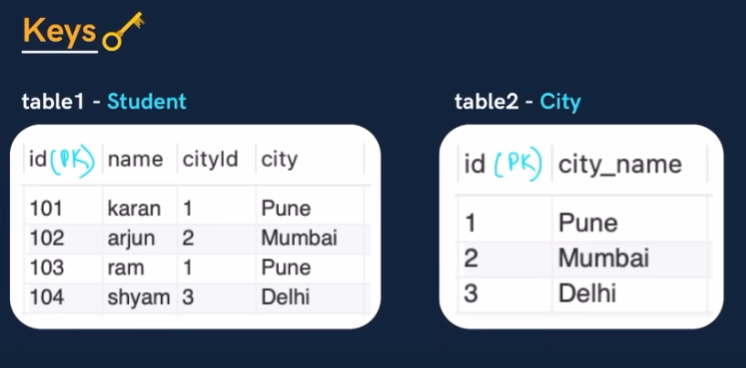 Keys
table1 - Student
id (PK) name cityId city
101 karan 1 Pune
102 arjun 2 Mumbai
103 ram 1 Pune
104 shyam 3 Delhi
table2 - City
id (PK) city_name
1 Pune
2 Mumbai
3 Delhi